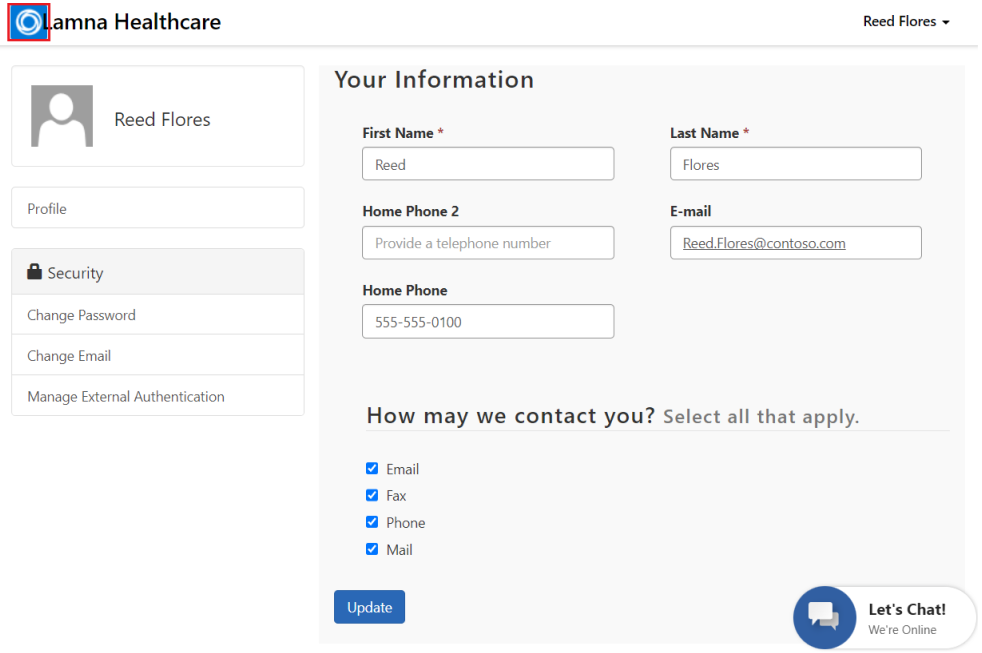 Lamna Healthcare
Reed Flores
Reed Flores
Profile
Security
Change Password
Change Email
Manage External Authentication
Your Information
First Name * Last Name *
Reed Flores
Home Phone 2 E-mail
Provide a telephone number Reed.Flores@contoso.com
Home Phone
555-555-0100
How may we contact you? Select all that apply.
Email
Fax
Phone
Mail
Update
Let's Chat!
We're Online